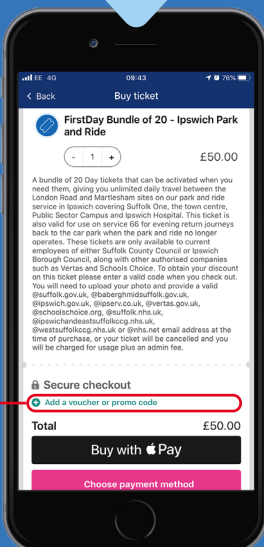 EE 4G 09:43 76%
Back Buy ticket
FirstDay Bundle of 20 - Ipswich Park
and Ride
- 1 + £50.00
A bundle of 20 Day tickets that can be activated when you
need them, giving you unlimited daily travel between the
London Road and Martlesham sites on our park and ride
service in Ipswich covering Suffolk One, the town centre,
Public Sector Campus and Ipswich Hospital. This ticket is
also valid for use on service 66 for evening return journeys
back to the car park when the park and ride no longer
operates. These tickets are only available to current
employees of either Suffolk County Council or Ipswich
Borough Council, along with other authorised companies
such as Vertas and Schools Choice. To obtain your discount
on this ticket please enter a valid code when you check out.
You will need to upload your photo and provide a valid
@suffolk.gov.uk, @baberghmidsuffolk.gov.uk,
@ipswich.gov.uk, @ipserv.co.uk, @vertas.gov.uk,
@schoolschoice.org, @suffolk.nhs.uk,
@ipswichandeastsuffolkccg.nhs.uk,
@westsuffolkccg.nhs.uk or @nhs.net email address at the
time of purchase, or your ticket will be cancelled and you
will be charged for usage plus an admin fee.
Secure checkout
Add a voucher or promo code
Total £50.00
Buy with Pay
Choose payment method